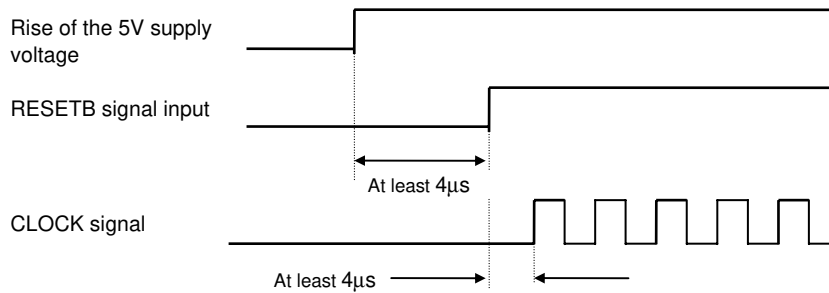 Rise of the 5V supply
voltage
RESETB signal input
At least 4μs
CLOCK signal
At least 4μs